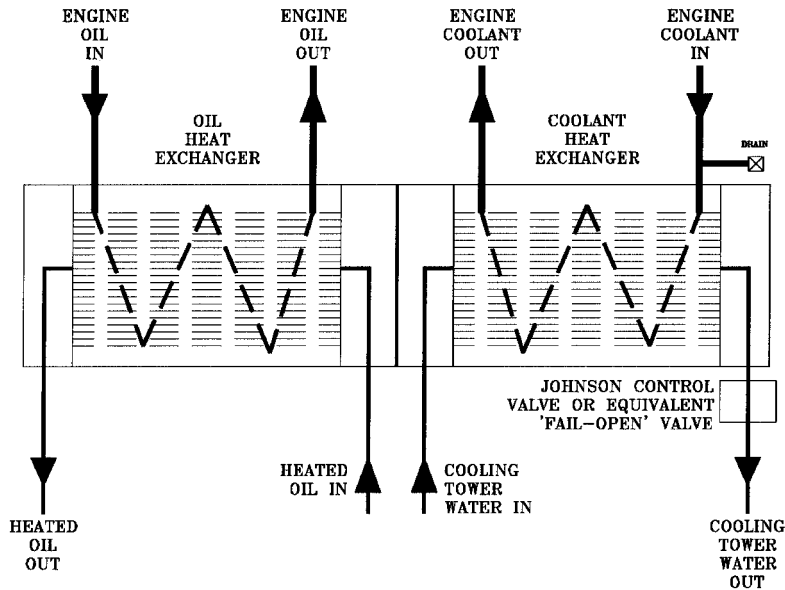 ENGINE
OIL
IN
ENGINE
OIL
OUT
ENGINE
COOLANT
OUT
ENGINE
COOLANT
IN
OIL
HEAT
EXCHANGER
COOLANT
HEAT
EXCHANGER
DRAIN
JOHNSON CONTROL
VALVE OR EQUIVALENT
'FAIL-OPEN' VALVE
HEATED
OIL IN
COOLING
TOWER
WATER IN
HEATED
OIL
OUT
COOLING
TOWER
WATER
OUT